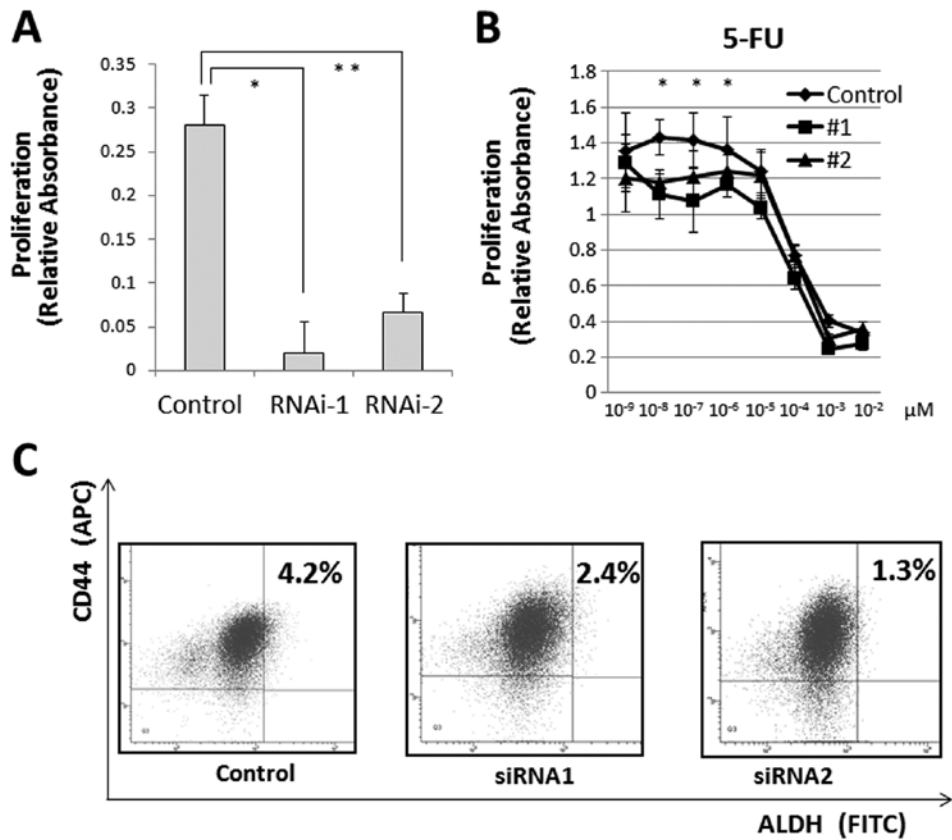 A
Proliferation
(Relative Absorbance)
0.35
0.3
0.25
0.2
0.15
0.1
0.05
0
*
* *
Control RNAi-1 RNAi-2
B
5-FU
Proliferation
(Relative Absorbance)
1.8
1.6
1.4
1.2
1
0.8
0.6
0.4
0.2
0
* * *
Control
#1
#2
10⁻⁹ 10⁻⁸ 10⁻⁷ 10⁻⁶ 10⁻⁵ 10⁻⁴ 10⁻³ 10⁻² μM
C
CD44 (APC)
4.2%
2.4%
1.3%
Q3
Q3
Q3
Control
siRNA1
siRNA2
ALDH (FITC)